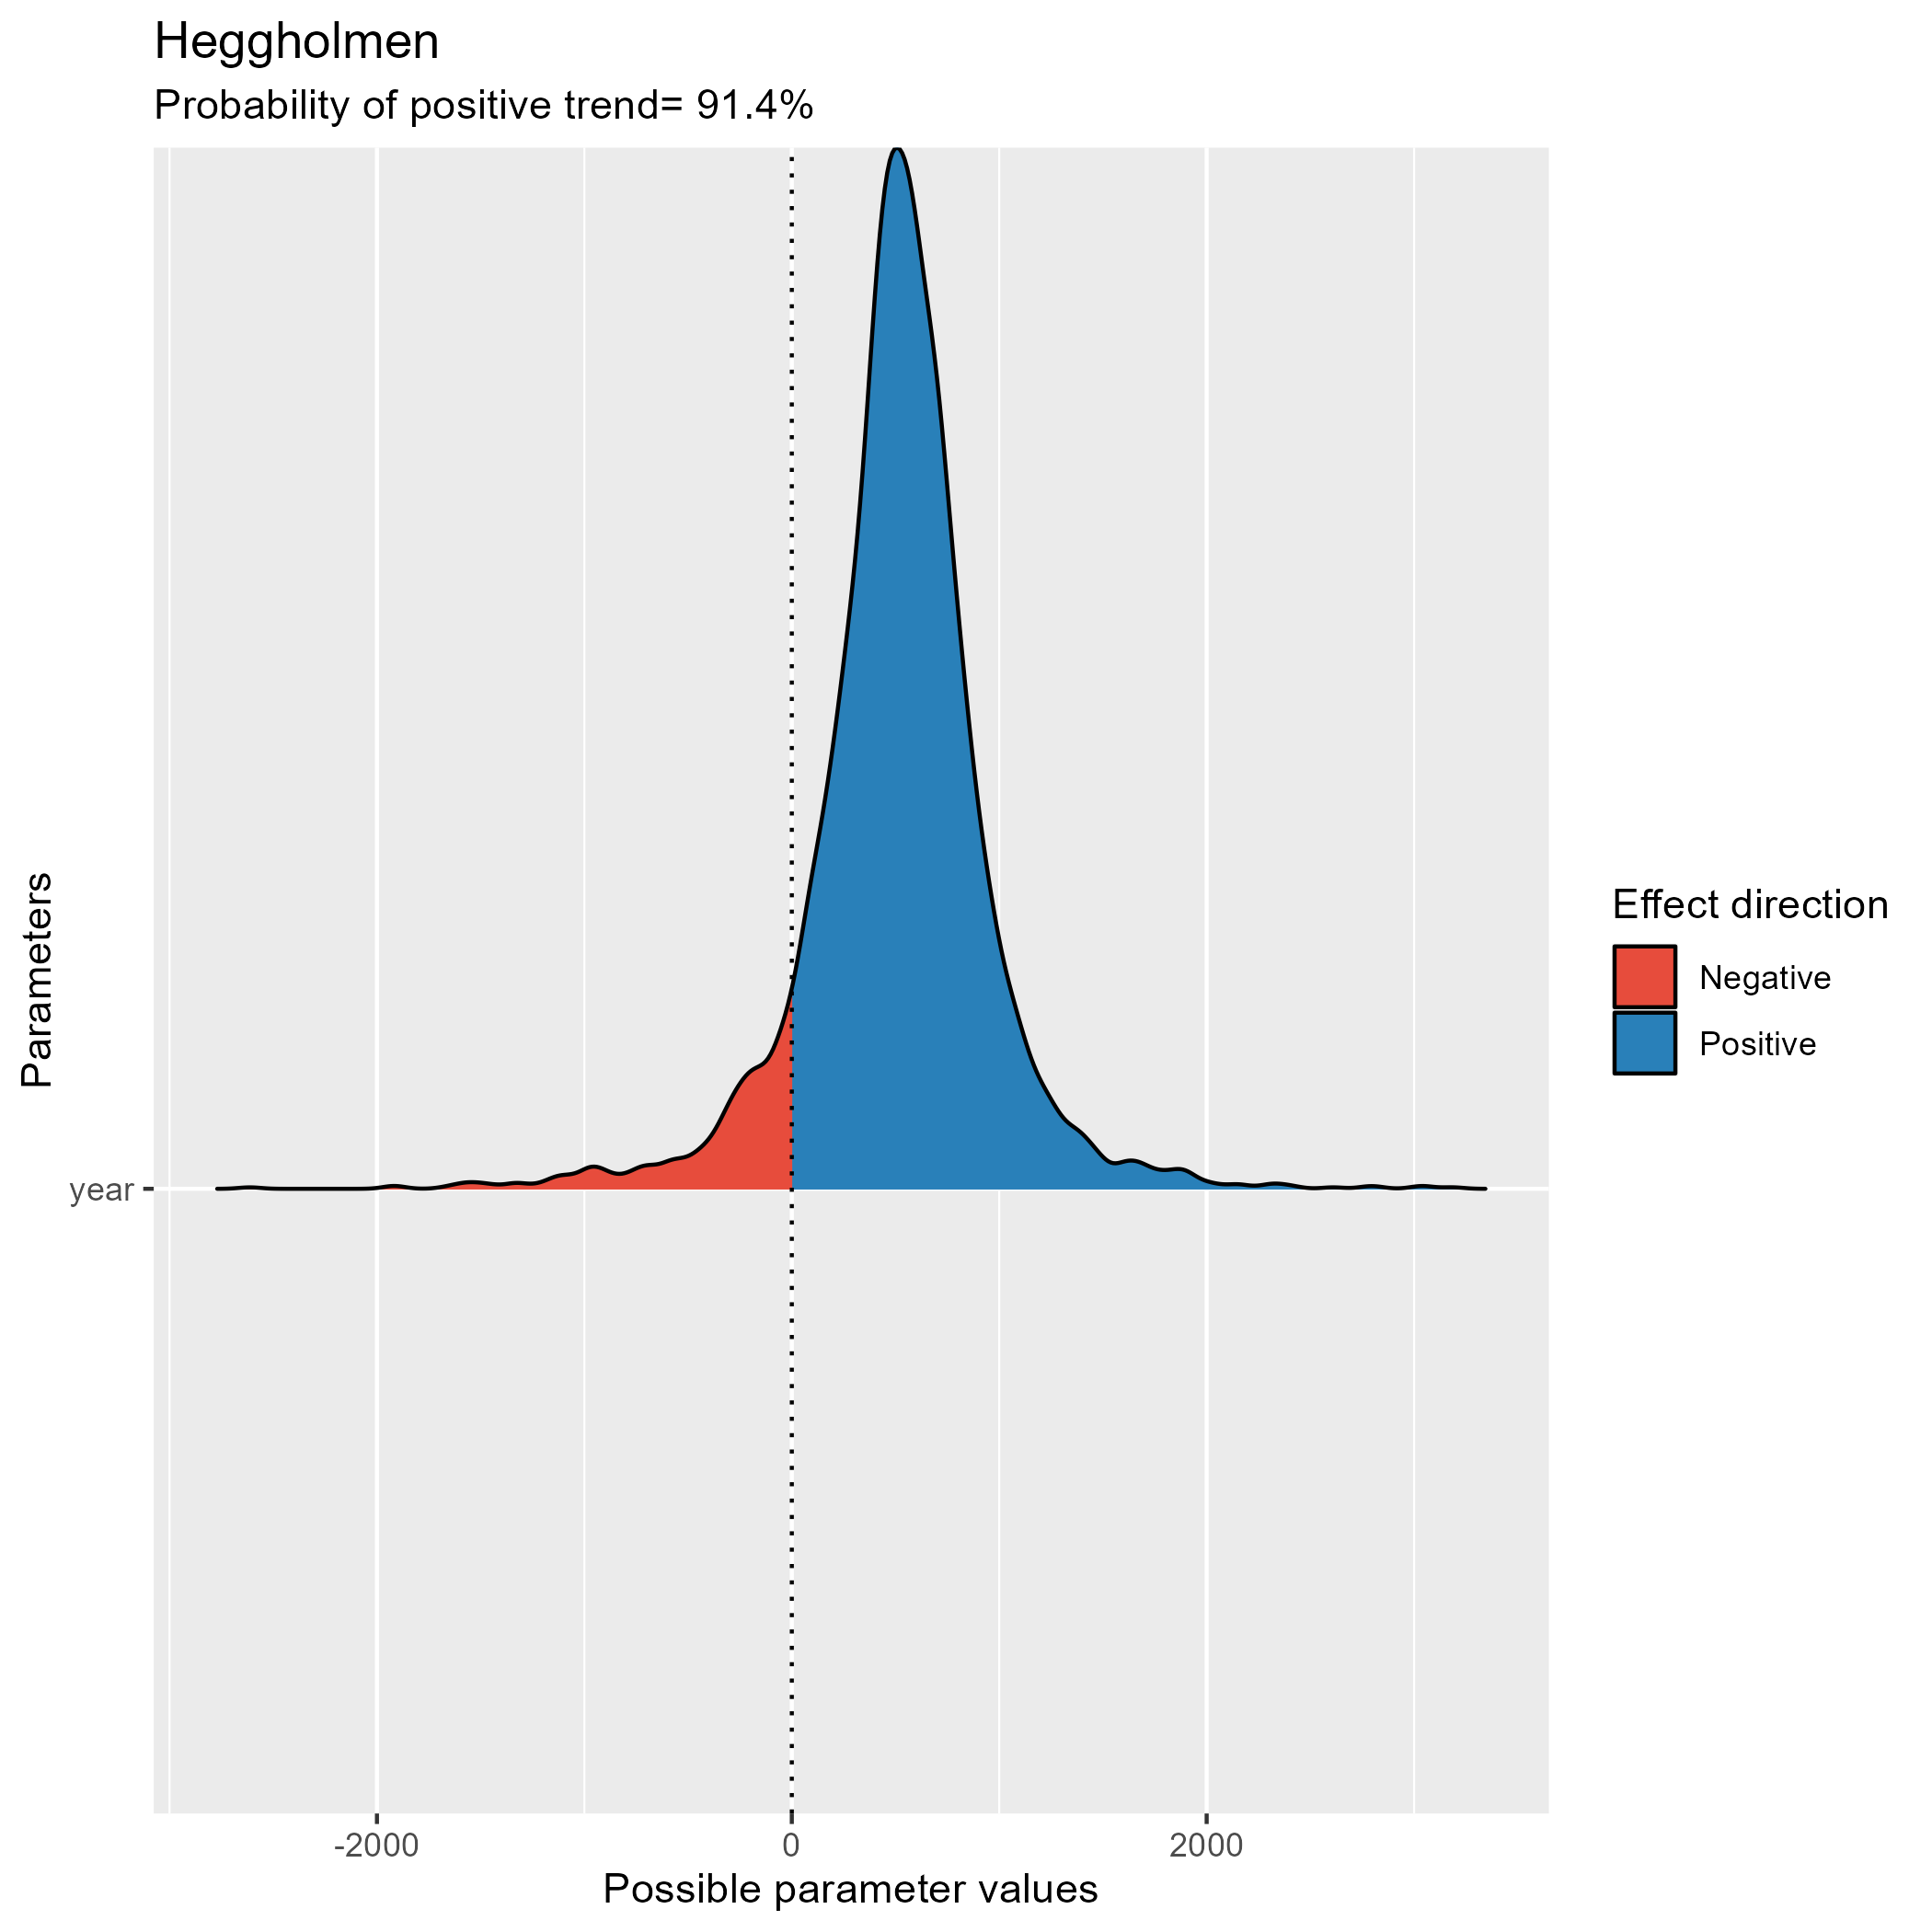 Heggholmen
Probability of positive trend= 91.4%
Parameters
year
-2000
0
2000
Possible parameter values
Effect direction
Negative
Positive